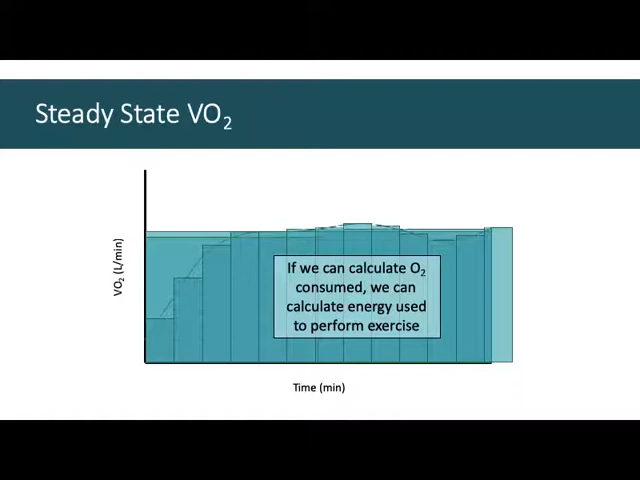 Steady State VO₂
VO₂ (L/min)
If we can calculate O₂
consumed, we can
calculate energy used
to perform exercise
Time (min)